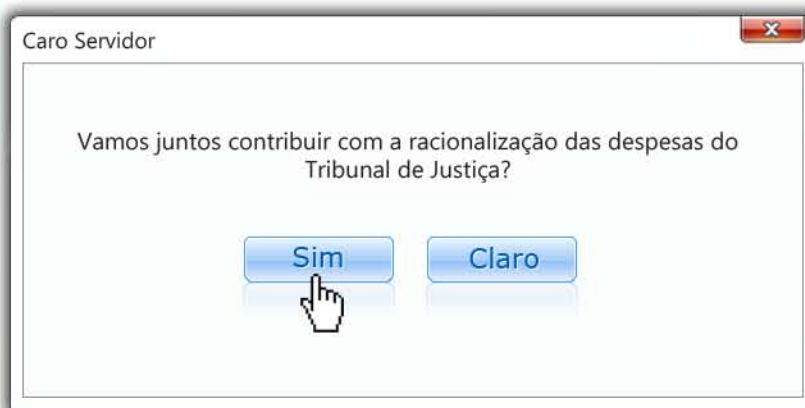 Caro Servidor
Vamos juntos contribuir com a racionalização das despesas do
Tribunal de Justiça?
Sim
Claro